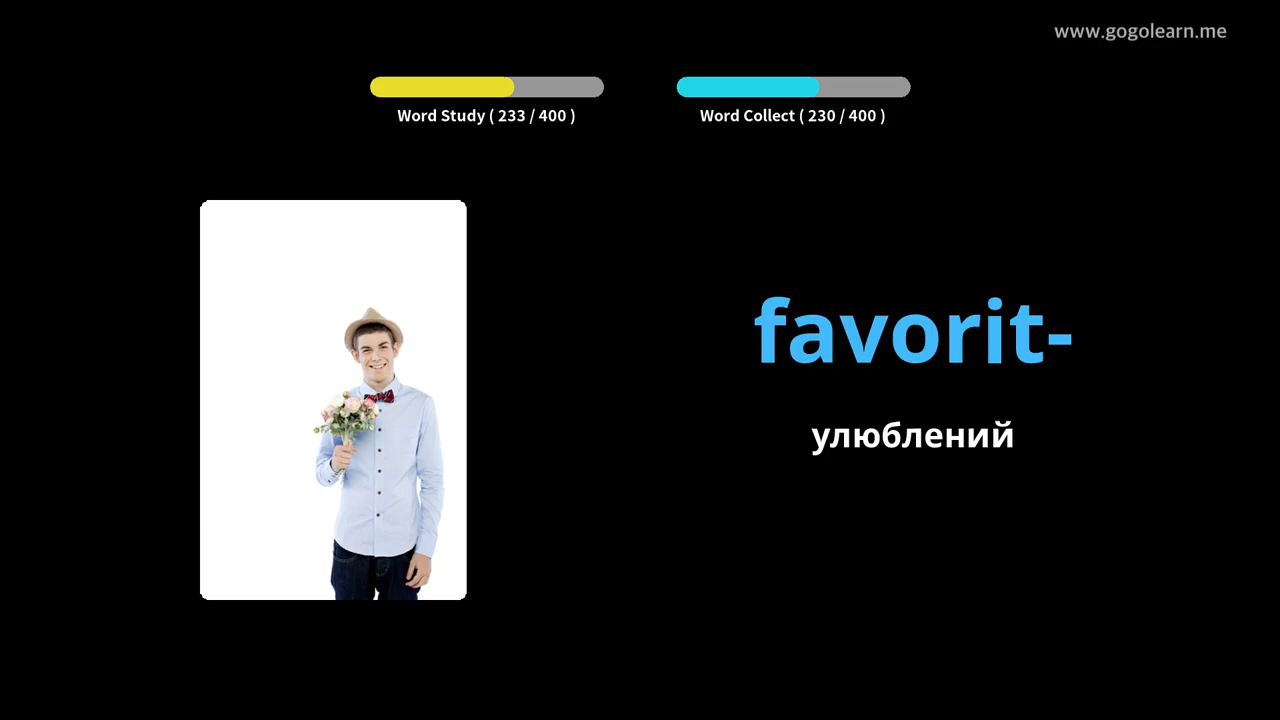 www.gogolearn.me
Word Study ( 233 / 400 )
Word Collect ( 230 / 400 )
favorit-
улюблений